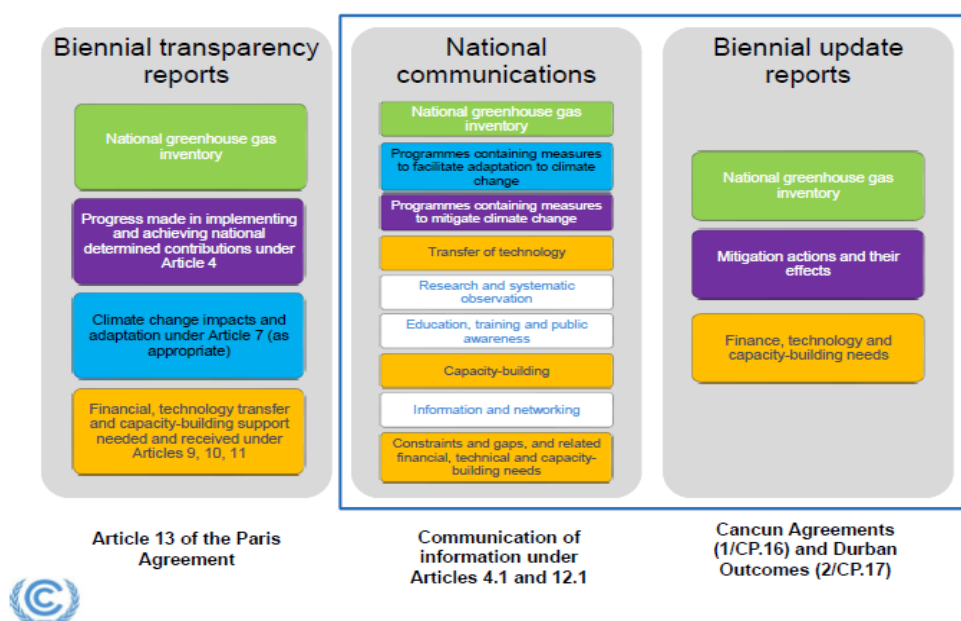 Biennial transparency
reports
National greenhouse gas
inventory
Progress made in implementing
and achieving national
determined contributions under
Article 4
Climate change impacts and
adaptation under Article 7 (as
appropriate)
Financial, technology transfer
and capacity-building support
needed and received under
Articles 9, 10, 11
Article 13 of the Paris
Agreement
National
communications
National greenhouse gas
inventory
Programmes containing measures
to facilitate adaptation to climate
change
Programmes containing measures
to mitigate climate change
Transfer of technology
Research and systematic
observation
Education, training and public
awareness
Capacity-building
Information and networking
Constraints and gaps, and related
financial, technical and capacity-
building needs
Communication of
information under
Articles 4.1 and 12.1
Biennial update
reports
National greenhouse gas
inventory
Mitigation actions and their
effects
Finance, technology and
capacity-building needs
Cancun Agreements
(1/CP.16) and Durban
Outcomes (2/CP.17)